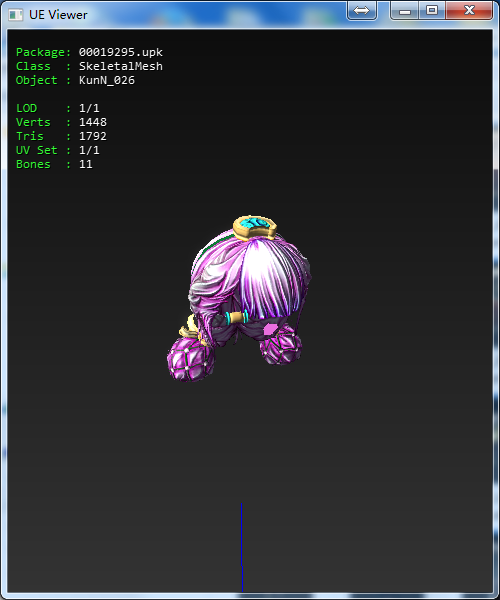 UE Viewer
Package: 00019295.upk
Class : SkeletalMesh
Object : KunN_026
LOD : 1/1
Verts : 1448
Tris : 1792
UV Set : 1/1
Bones : 11